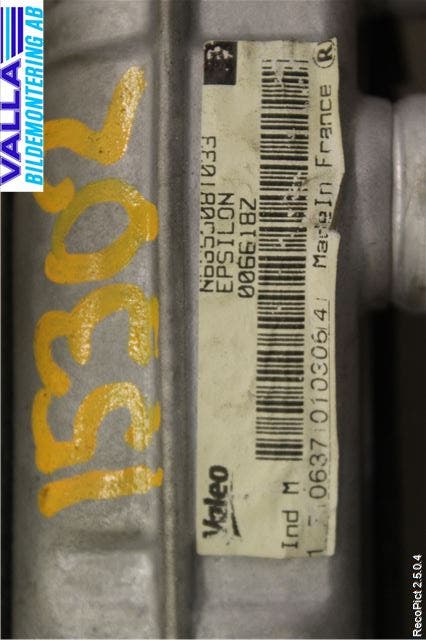 VALLA
BILDEMONTERING AB
15302
EPSILON
006618Z
Valeo
Ind M
Made In France R
1 - 0637 010306(4)
RecoPict 2.5.0.4